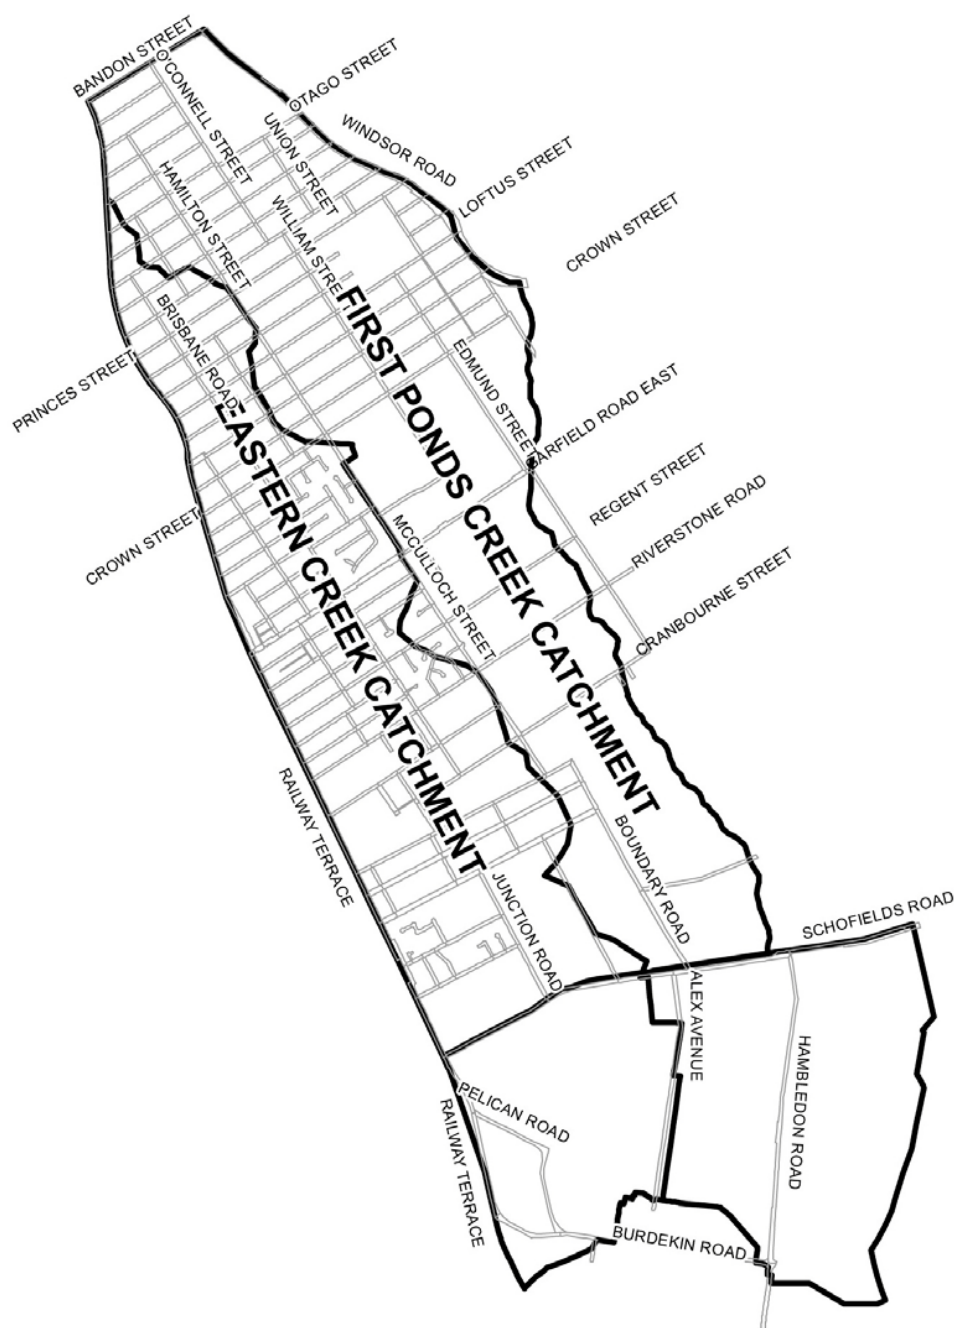 BANDON STREET
O'CONNELL STREET
OTAGO STREET
UNION STREET
WINDSOR ROAD
LOFTUS STREET
HAMILTON STREET
WILLIAM STREET
CROWN STREET
FIRST PONDS CREEK CATCHMENT
BRISBANE ROAD
PRINCES STREET
EDMUND STREET
GARFIELD ROAD EAST
EASTERN CREEK CATCHMENT
REGENT STREET
RIVERSTONE ROAD
CROWN STREET
MCCULLOCH STREET
CRANBOURNE STREET
RAILWAY TERRACE
BOUNDARY ROAD
JUNCTION ROAD
SCHOFIELDS ROAD
ALEX AVENUE
HAMBLEDON ROAD
PELICAN ROAD
RAILWAY TERRACE
BURDEKIN ROAD